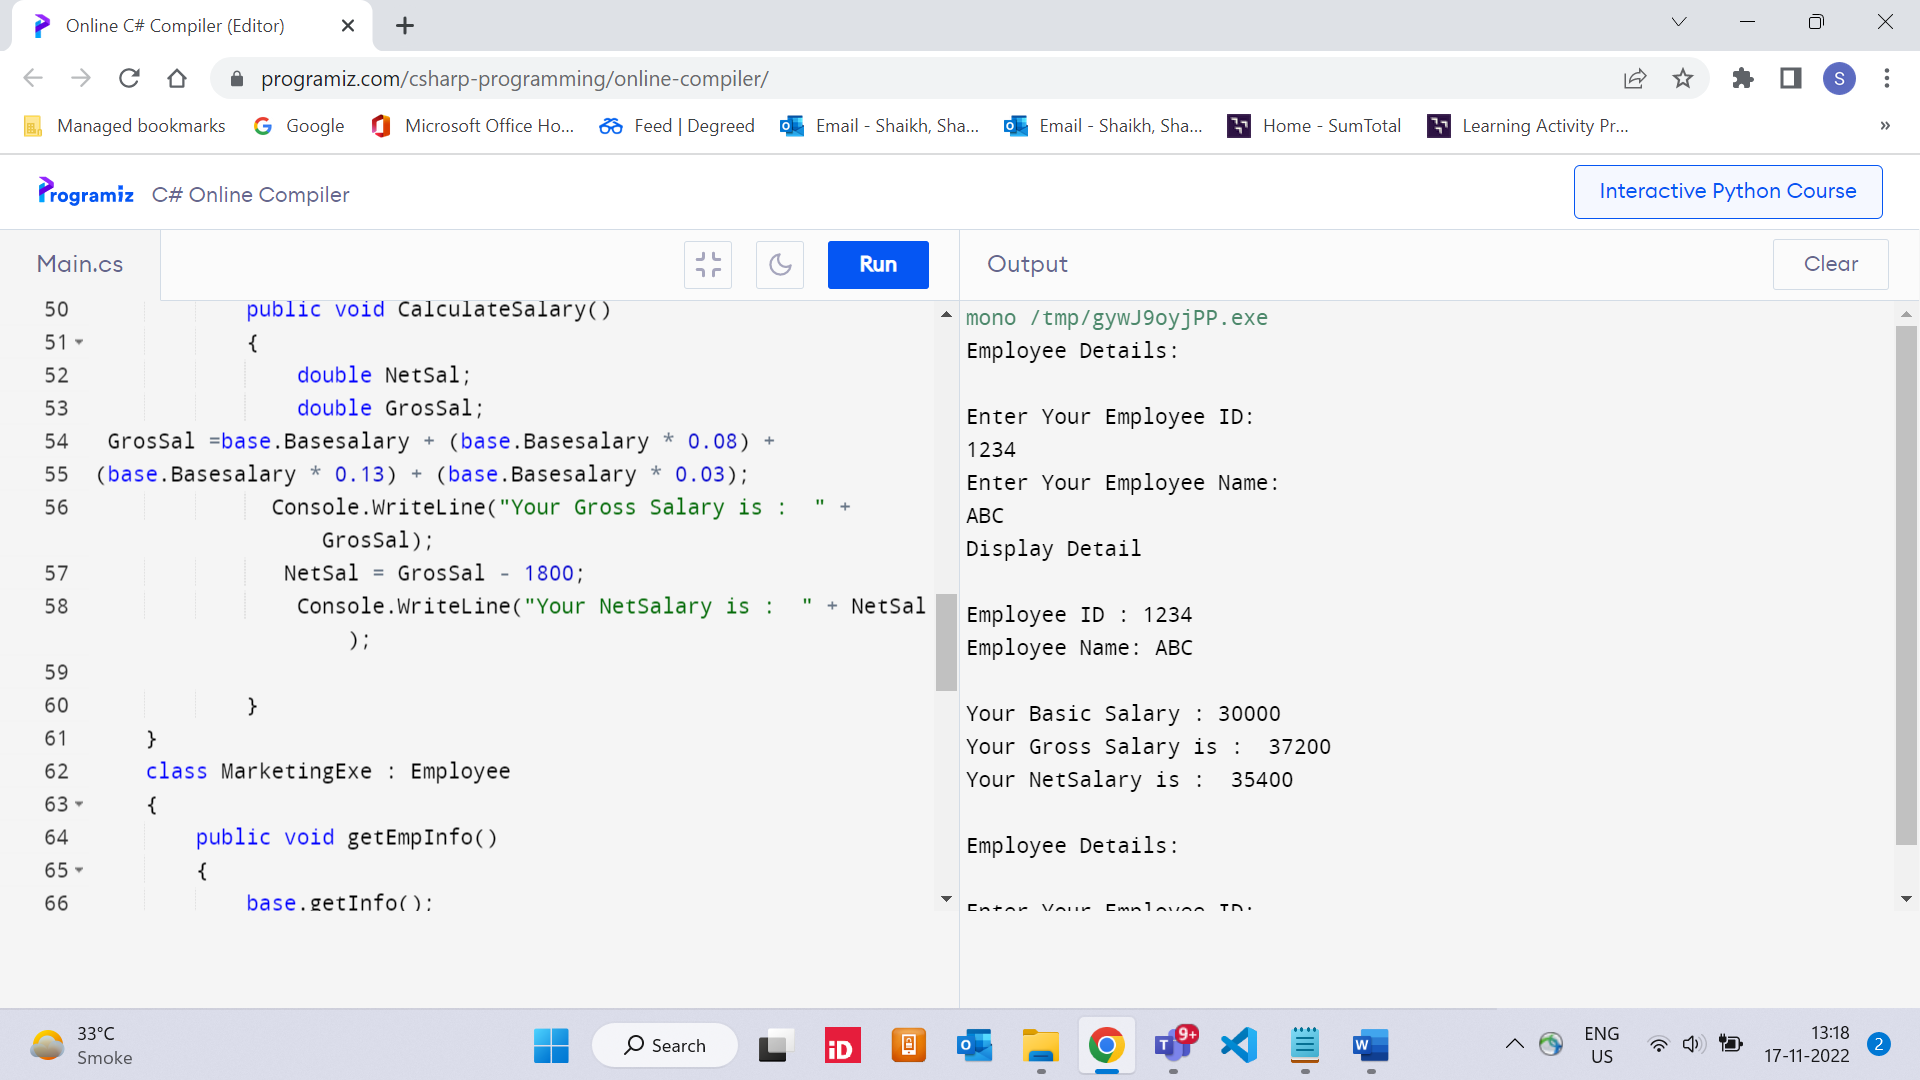 Online C# Compiler (Editor)
programiz.com/csharp-programming/online-compiler/
S
Managed bookmarks
Google
Microsoft Office Ho...
Feed | Degreed
Email - Shaikh, Sha...
Email - Shaikh, Sha...
Home - SumTotal
Learning Activity Pr...
»
Programiz
C# Online Compiler
Interactive Python Course
Main.cs
Run
50 public void CalculateSalary()
51 {
52 double NetSal;
53 double GrosSal;
54 GrosSal =base.Basesalary + (base.Basesalary * 0.08) +
55 (base.Basesalary * 0.13) + (base.Basesalary * 0.03);
56 Console.WriteLine("Your Gross Salary is :  " +
GrosSal);
57 NetSal = GrosSal - 1800;
58 Console.WriteLine("Your NetSalary is :  " + NetSal
);
59
60 }
61 }
62 class MarketingExe : Employee
63 {
64 public void getEmpInfo()
65 {
66 base.getInfo();
Output
Clear
mono /tmp/gywJ9oyjPP.exe
Employee Details:
Enter Your Employee ID:
1234
Enter Your Employee Name:
ABC
Display Detail
Employee ID : 1234
Employee Name: ABC
Your Basic Salary : 30000
Your Gross Salary is :  37200
Your NetSalary is :  35400
Employee Details:
Enter Your Employee ID:
33°C
Smoke
Search
iD
9+
ENG
US
13:18
17-11-2022
2